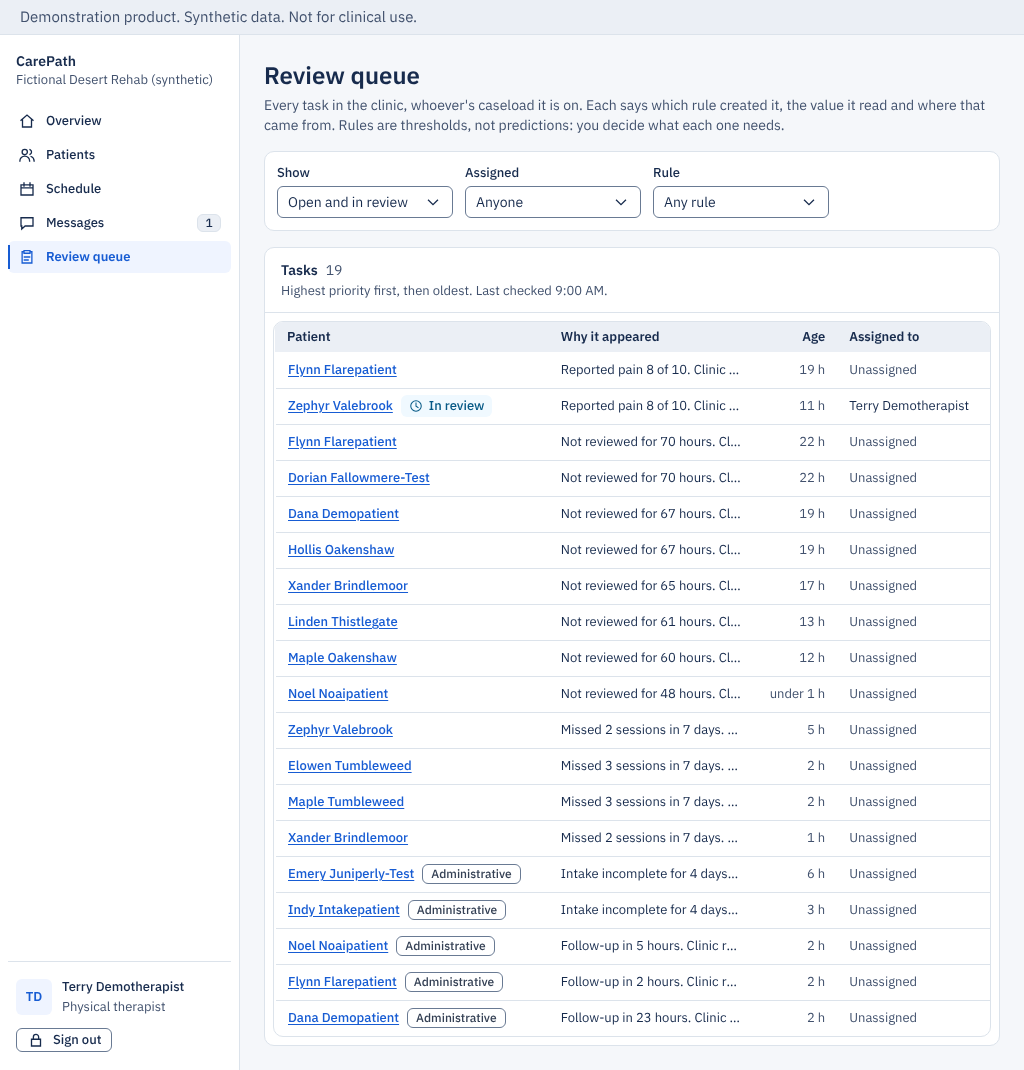 Demonstration product. Synthetic data. Not for clinical use.
CarePath
Fictional Desert Rehab (synthetic)
Overview
Patients
Schedule
Messages 1
Review queue
TD
Terry Demotherapist
Physical therapist
Sign out
Review queue
Every task in the clinic, whoever's caseload it is on. Each says which rule created it, the value it read and where that
came from. Rules are thresholds, not predictions: you decide what each one needs.
Show Assigned Rule
Open and in review Anyone Any rule
Tasks 19
Highest priority first, then oldest. Last checked 9:00 AM.
Patient Why it appeared Age Assigned to
Flynn Flarepatient Reported pain 8 of 10. Clinic ... 19 h Unassigned
Zephyr Valebrook In review Reported pain 8 of 10. Clinic ... 11 h Terry Demotherapist
Flynn Flarepatient Not reviewed for 70 hours. Cl... 22 h Unassigned
Dorian Fallowmere-Test Not reviewed for 70 hours. Cl... 22 h Unassigned
Dana Demopatient Not reviewed for 67 hours. Cl... 19 h Unassigned
Hollis Oakenshaw Not reviewed for 67 hours. Cl... 19 h Unassigned
Xander Brindlemoor Not reviewed for 65 hours. Cl... 17 h Unassigned
Linden Thistlegate Not reviewed for 61 hours. Cl... 13 h Unassigned
Maple Oakenshaw Not reviewed for 60 hours. Cl... 12 h Unassigned
Noel Noaipatient Not reviewed for 48 hours. Cl... under 1 h Unassigned
Zephyr Valebrook Missed 2 sessions in 7 days. ... 5 h Unassigned
Elowen Tumbleweed Missed 3 sessions in 7 days. ... 2 h Unassigned
Maple Tumbleweed Missed 3 sessions in 7 days. ... 2 h Unassigned
Xander Brindlemoor Missed 2 sessions in 7 days. ... 1 h Unassigned
Emery Juniperly-Test Administrative Intake incomplete for 4 days... 6 h Unassigned
Indy Intakepatient Administrative Intake incomplete for 4 days... 3 h Unassigned
Noel Noaipatient Administrative Follow-up in 5 hours. Clinic r... 2 h Unassigned
Flynn Flarepatient Administrative Follow-up in 2 hours. Clinic r... 2 h Unassigned
Dana Demopatient Administrative Follow-up in 23 hours. Clinic ... 2 h Unassigned